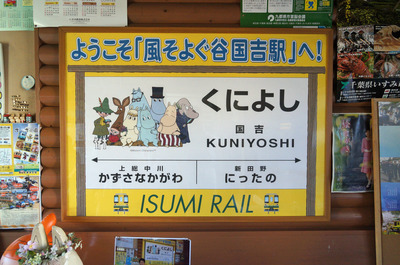 ようこそ「風そよぐ谷国吉駅」へ!
くによし
国吉
KUNIYOSHI
上総中川
新田野
かずさなかがわ
にったの
ISUMI RAIL